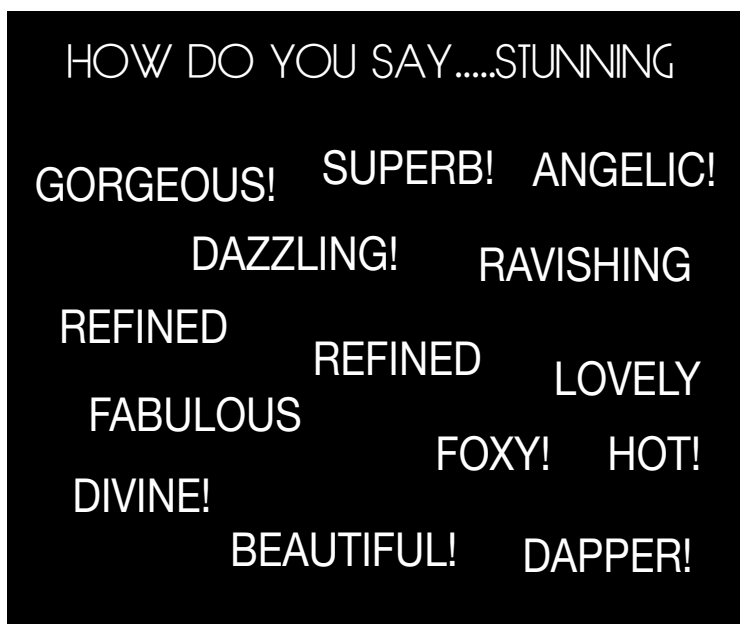 HOW DO YOU SAY.....STUNNING
GORGEOUS! SUPERB! ANGELIC!
DAZZLING! RAVISHING
REFINED
REFINED
LOVELY
FABULOUS
FOXY! HOT!
DIVINE!
BEAUTIFUL! DAPPER!